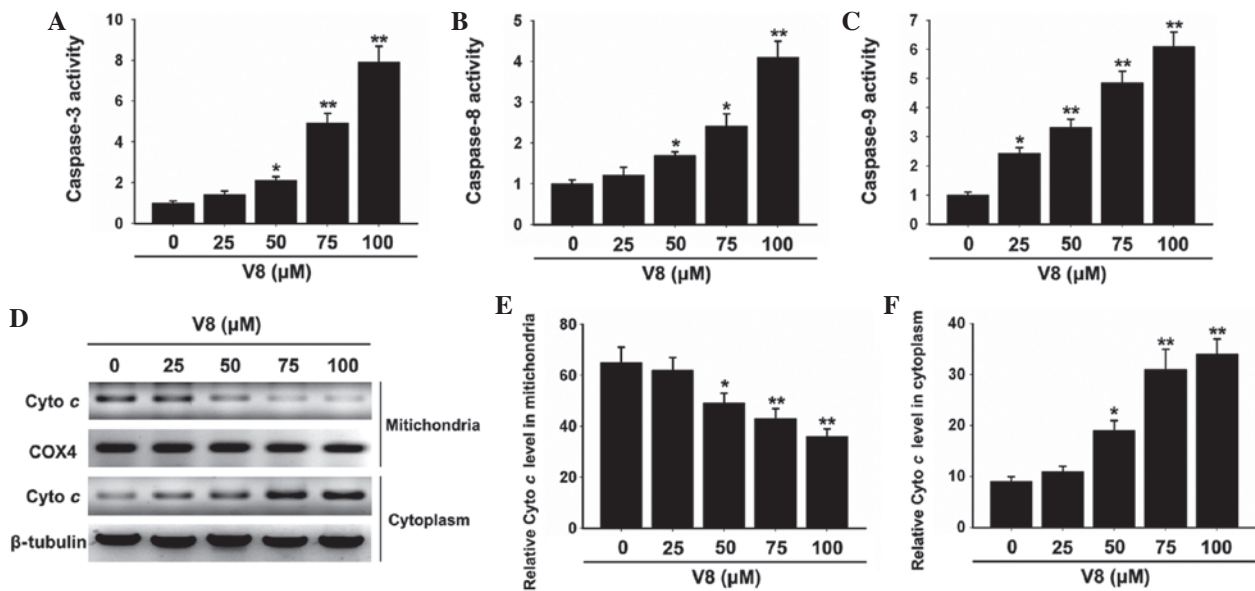 A
Caspase-3 activity
10
8
6
4
2
0
*
**
**
0 25 50 75 100
V8 (µM)
B
Caspase-8 activity
5
4
3
2
1
0
*
*
**
0 25 50 75 100
V8 (µM)
C
Caspase-9 activity
7
6
5
4
3
2
1
0
*
**
**
**
0 25 50 75 100
V8 (µM)
D
V8 (µM)
0 25 50 75 100
Cyto c
COX4
Mitichondria
Cyto c
β-tubulin
Cytoplasm
E
Relative Cyto c level in mitichondria
80
60
40
20
0
*
**
**
0 25 50 75 100
V8 (µM)
F
Relative Cyto c level in cytoplasm
40
30
20
10
0
*
**
**
0 25 50 75 100
V8 (µM)